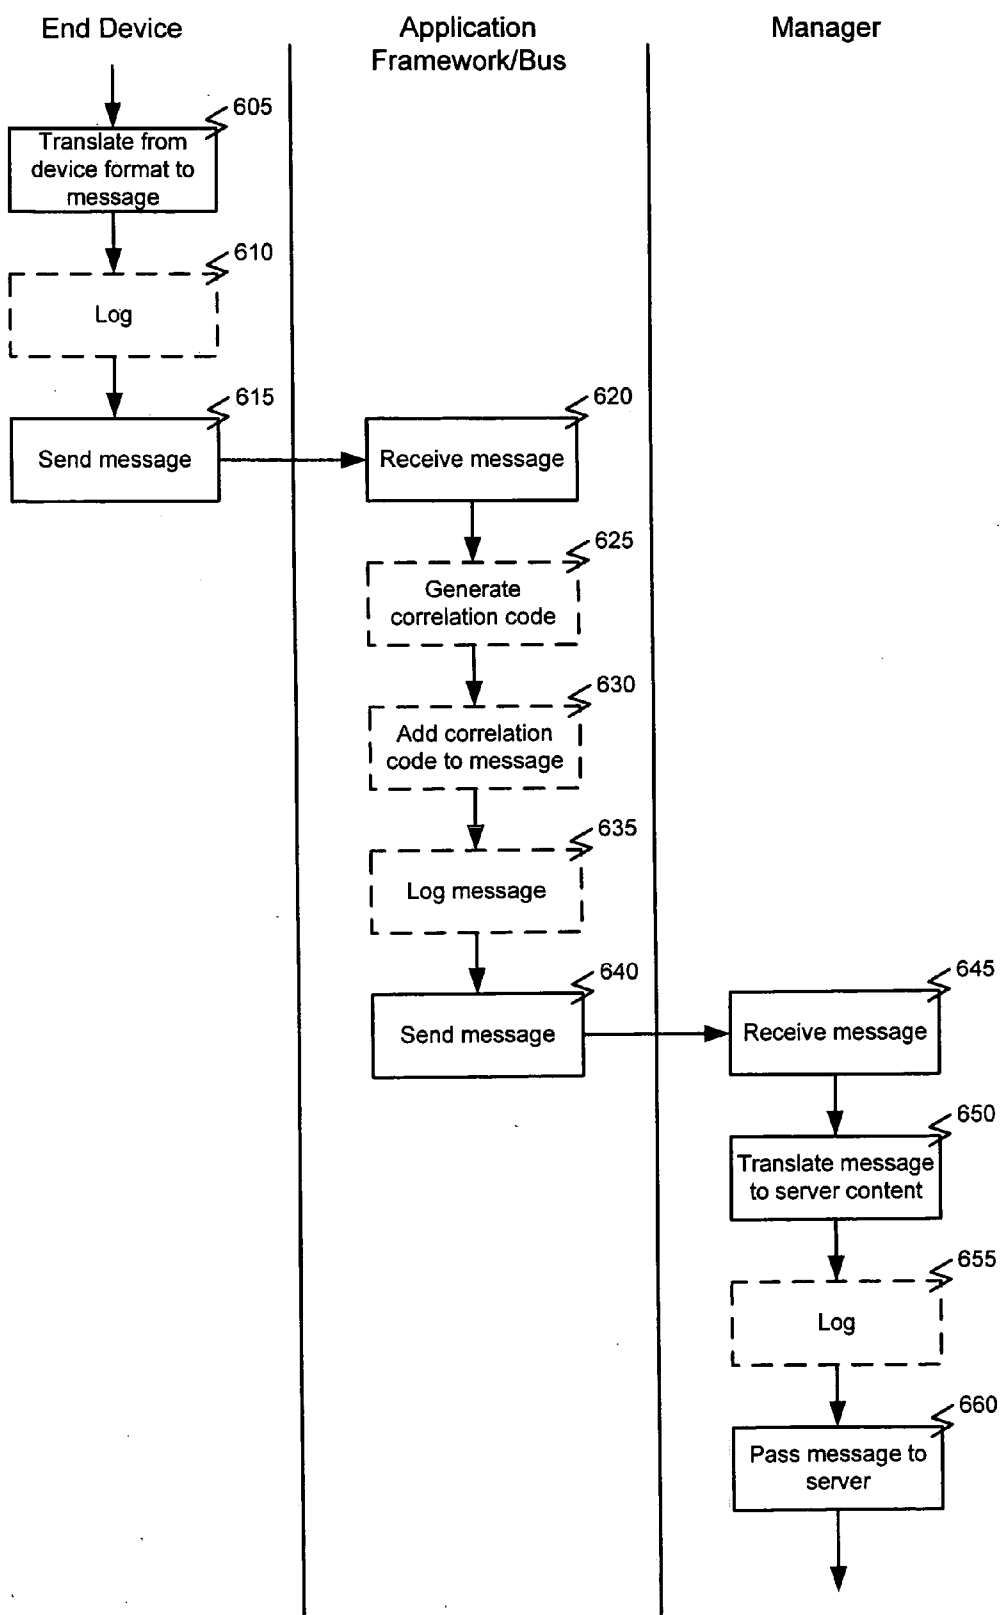 End Device
Application
Framework/Bus
Manager
605
Translate from
device format to
message
610
Log
615
Send message
620
Receive message
625
Generate
correlation code
630
Add correlation
code to message
635
Log message
640
Send message
645
Receive message
650
Translate message
to server content
655
Log
660
Pass message to
server